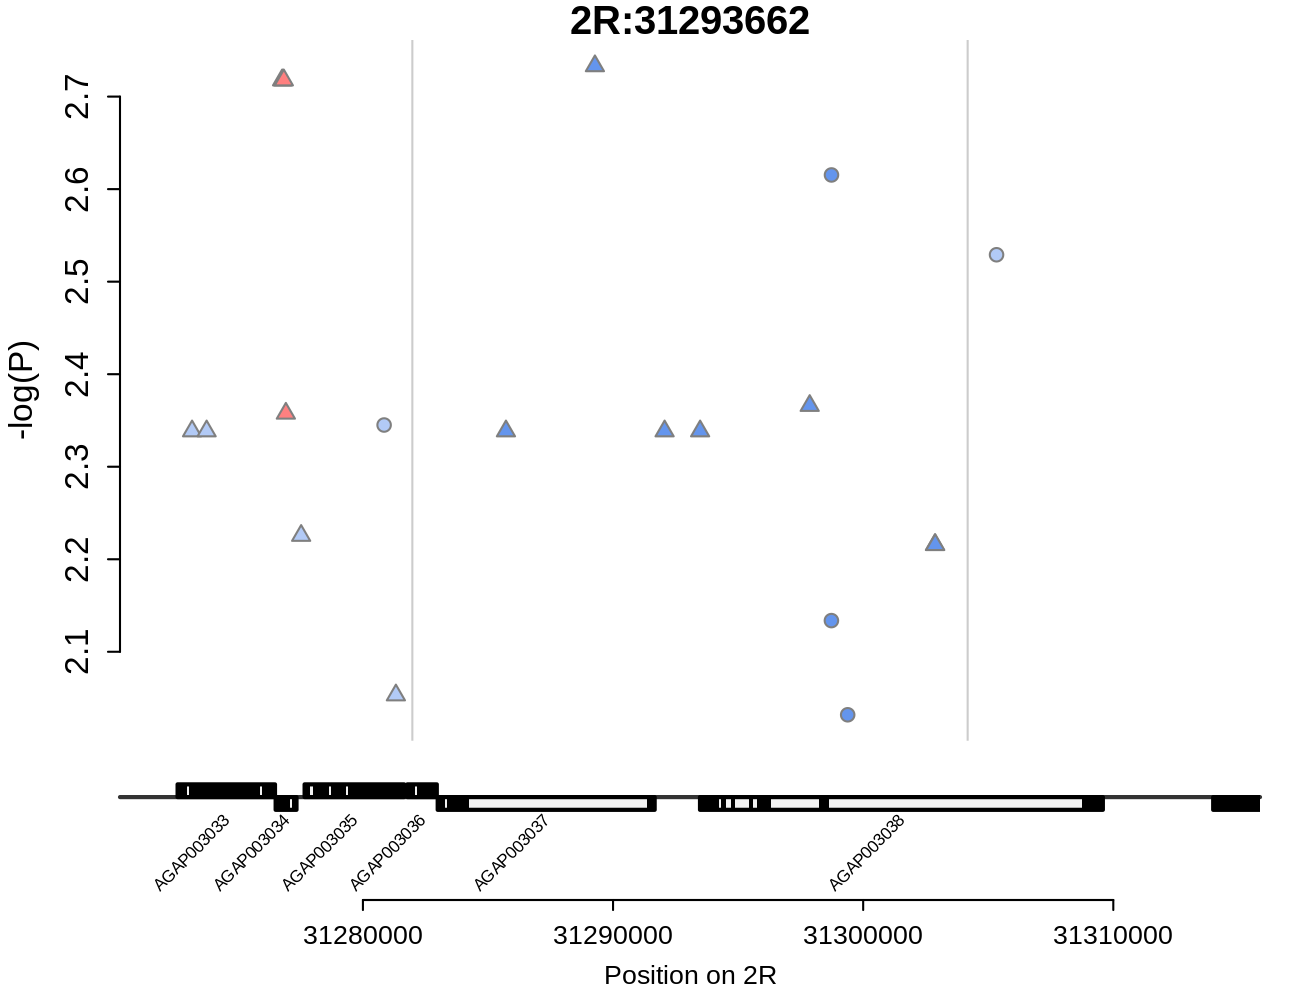 2R:31293662
-log(P)
2.7
2.6
2.5
2.4
2.3
2.2
2.1
AGAP003033
AGAP003034
AGAP003035
AGAP003036
AGAP003037
AGAP003038
31280000
31290000
31300000
31310000
Position on 2R